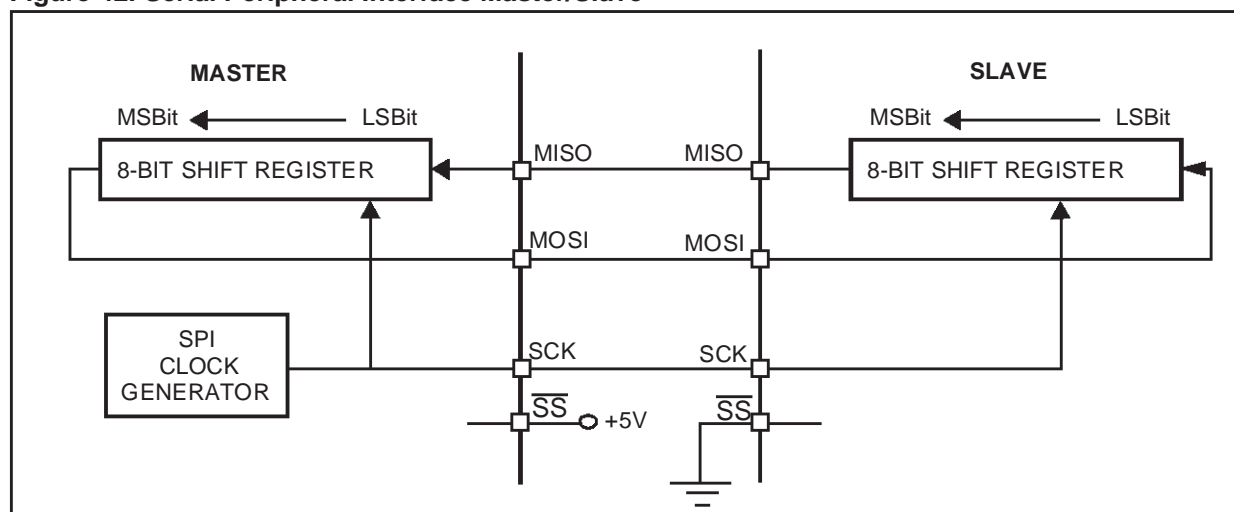 MASTER
SLAVE
MSBit LSBit
MSBit LSBit
8-BIT SHIFT REGISTER
MISO MISO
8-BIT SHIFT REGISTER
MOSI MOSI
SPI
CLOCK
GENERATOR
SCK SCK
SS +5V
SS